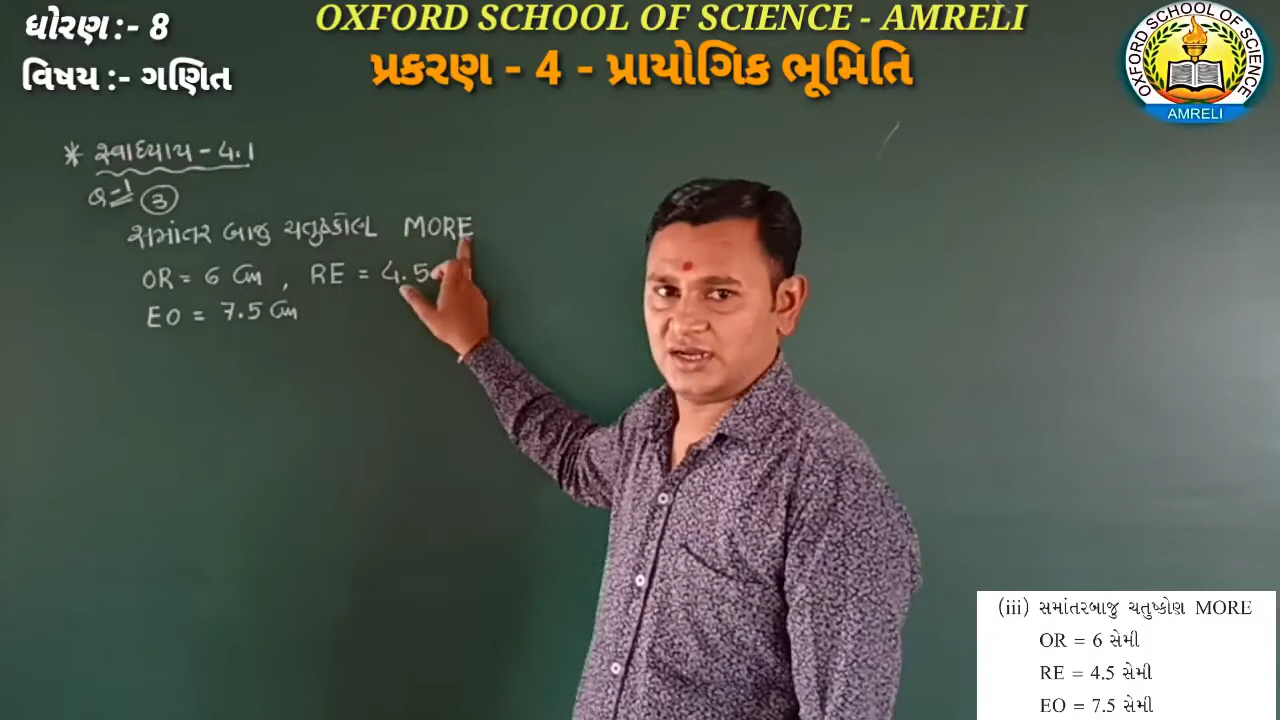 ધોરણ :- 8
વિષય :- ગણિત
OXFORD SCHOOL OF SCIENCE - AMRELI
પ્રકરણ - 4 - પ્રાયોગિક ભૂમિતિ
OXFORD SCHOOL OF SCIENCE
AMRELI
* સ્વાધ્યાય - 4.1
Q-1 (3)
સમાંતર બાજુ ચતુષ્કોણ MORE
OR = 6 cm , RE = 4.5
EO = 7.5 cm
(iii) સમાંતરબાજુ ચતુષ્કોણ MORE
OR = 6 સેમી
RE = 4.5 સેમી
EO = 7.5 સેમી